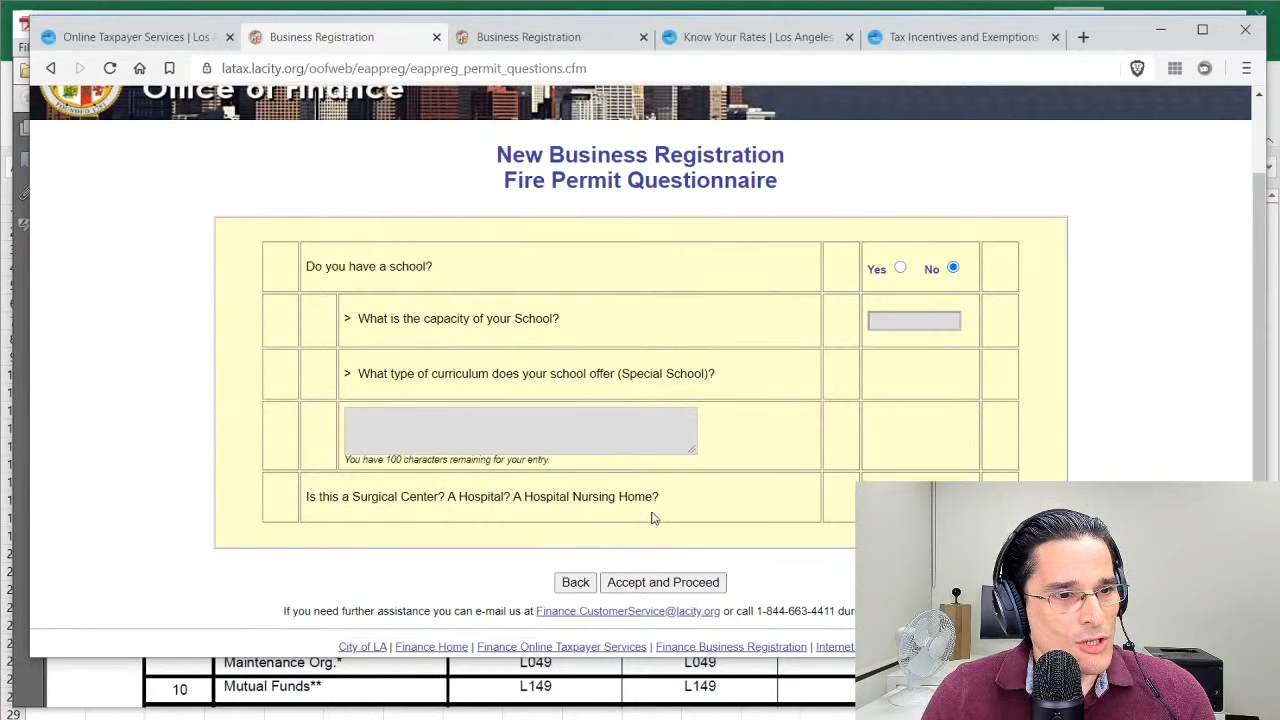 Online Taxpayer Services | Los A
Business Registration
Business Registration
Know Your Rates | Los Angeles
Tax Incentives and Exemptions
latax.lacity.org/oofweb/eappreg/eappreg_permit_questions.cfm
Office of Finance
New Business Registration
Fire Permit Questionnaire
Do you have a school?
Yes No
> What is the capacity of your School?
> What type of curriculum does your school offer (Special School)?
You have 100 characters remaining for your entry.
Is this a Surgical Center? A Hospital? A Hospital Nursing Home?
Back Accept and Proceed
If you need further assistance you can e-mail us at Finance.CustomerService@lacity.org or call 1-844-663-4411 dur
City of LA | Finance Home | Finance Online Taxpayer Services | Finance Business Registration | Internet
Maintenance Org.* L049 L049
10 Mutual Funds** L149 L149
29